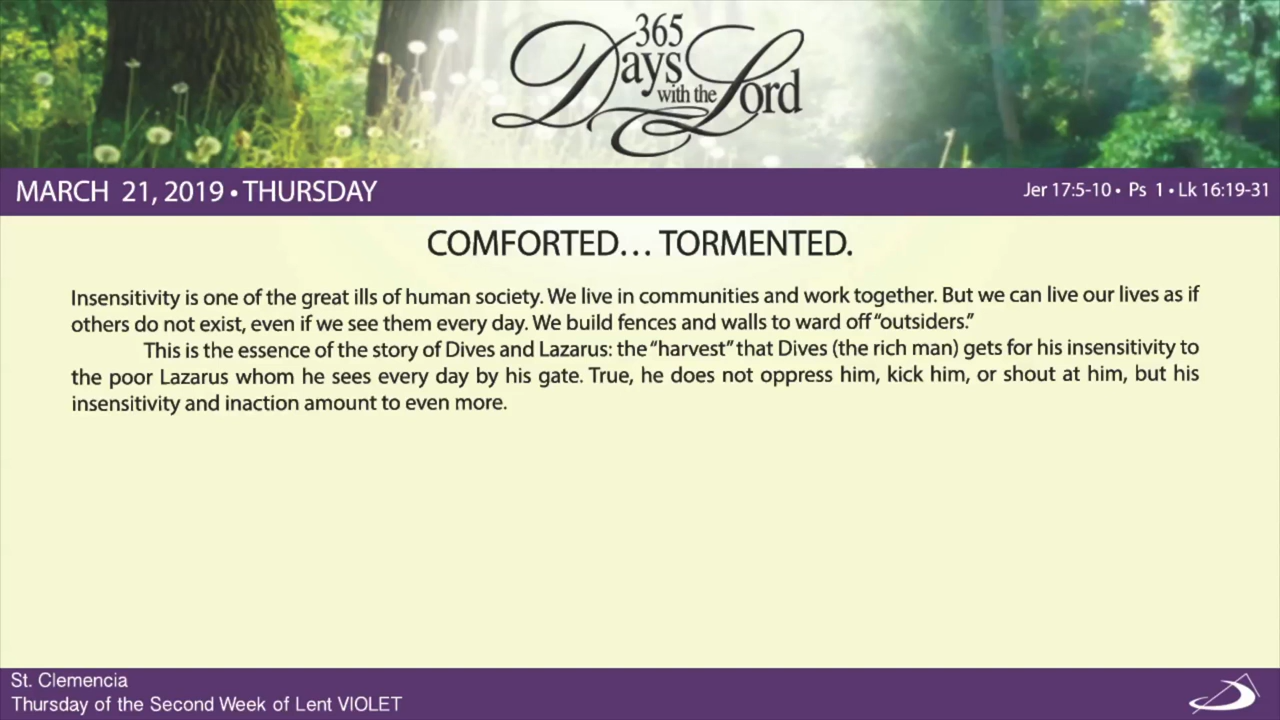 365
Days with the Lord
MARCH 21, 2019 • THURSDAY
Jer 17:5-10 • Ps 1 • Lk 16:19-31
COMFORTED... TORMENTED.
Insensitivity is one of the great ills of human society. We live in communities and work together. But we can live our lives as if
others do not exist, even if we see them every day. We build fences and walls to ward off “outsiders.”
This is the essence of the story of Dives and Lazarus: the “harvest” that Dives (the rich man) gets for his insensitivity to
the poor Lazarus whom he sees every day by his gate. True, he does not oppress him, kick him, or shout at him, but his
insensitivity and inaction amount to even more.
St. Clemencia
Thursday of the Second Week of Lent VIOLET